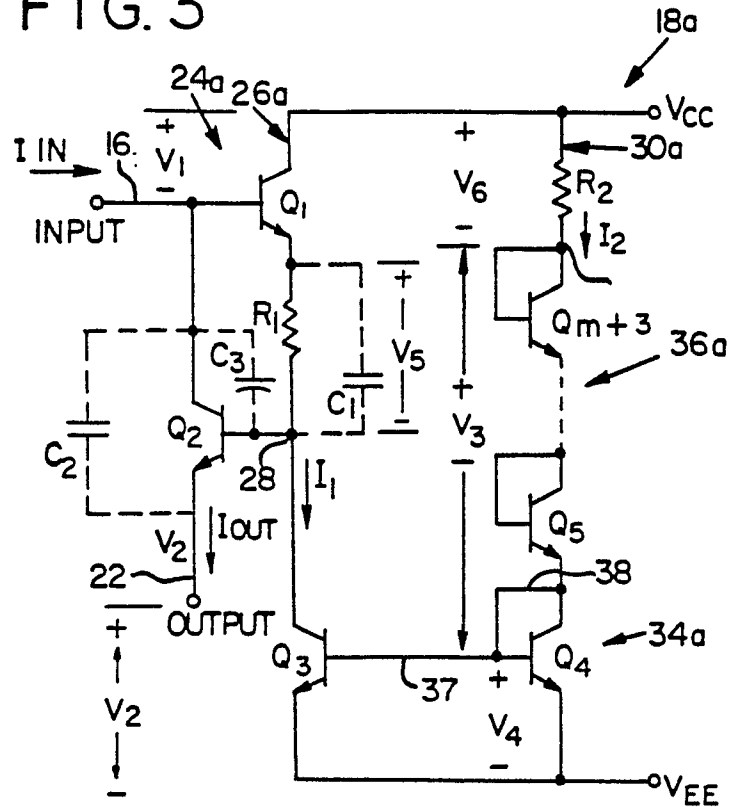 FIG. 3
18a
24a
26a
VCC
I IN
16
+
V1
-
+
V6
-
30a
R2
INPUT
Q1
I2
R1
+
V5
-
C3
C1
Qm+3
36a
C2
Q2
28
I1
+
V3
-
Q5
V2
IOUT
22
38
OUTPUT
Q3
37
Q4
34a
+
V2
-
+
V4
-
VEE